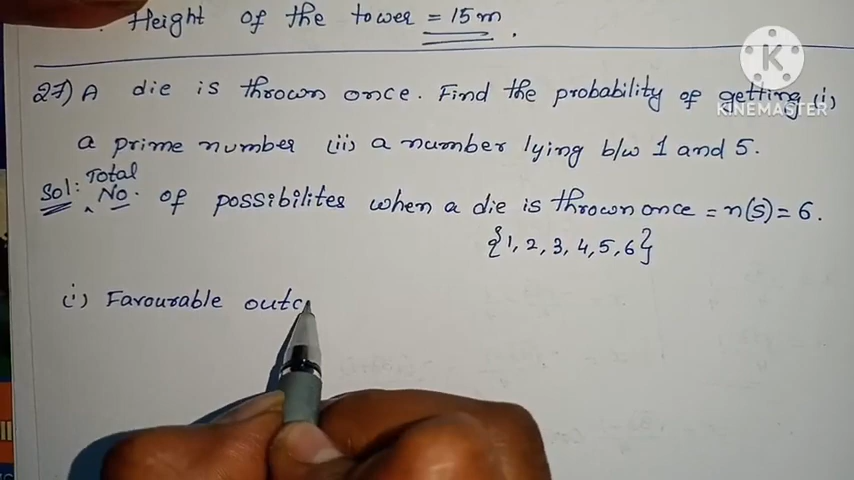 Height of the tower = 15 m.
K
KINEMASTER
27) A die is thrown once. Find the probability of getting (i)
a prime number (ii) a number lying b/w 1 and 5.
Sol: Total No. of possibilites when a die is thrown once = n(S) = 6.
{1, 2, 3, 4, 5, 6}
(i) Favourable outc